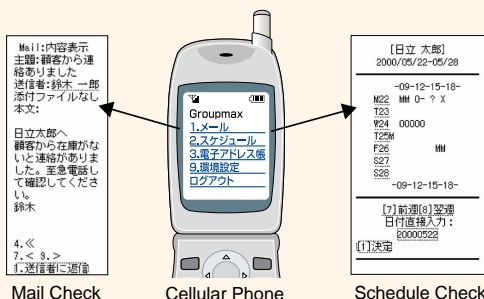 Mail:内容表示
主題:顧客から連
絡ありました
送信者:鈴木 一郎
添付ファイルなし
本文:
日立太郎へ
顧客から在庫がな
いと連絡がありま
した。至急電話し
て確認してくださ
い。
鈴木
4.≪
7.< 9.>
1.送信者に返信
Mail Check
Groupmax
1.メール
2.スケジュール
3.電子アドレス帳
9.環境設定
ログアウト
Cellular Phone
[日立 太郎]
2000/05/22-05/28
-09-12-15-18-
M22 MM O- ? X
T23
W24 00000
T25M
F26 MM
S27
S28
-09-12-15-18-
[7]前週[8]翌週
日付直接入力:
20000522
[1]決定
Schedule Check